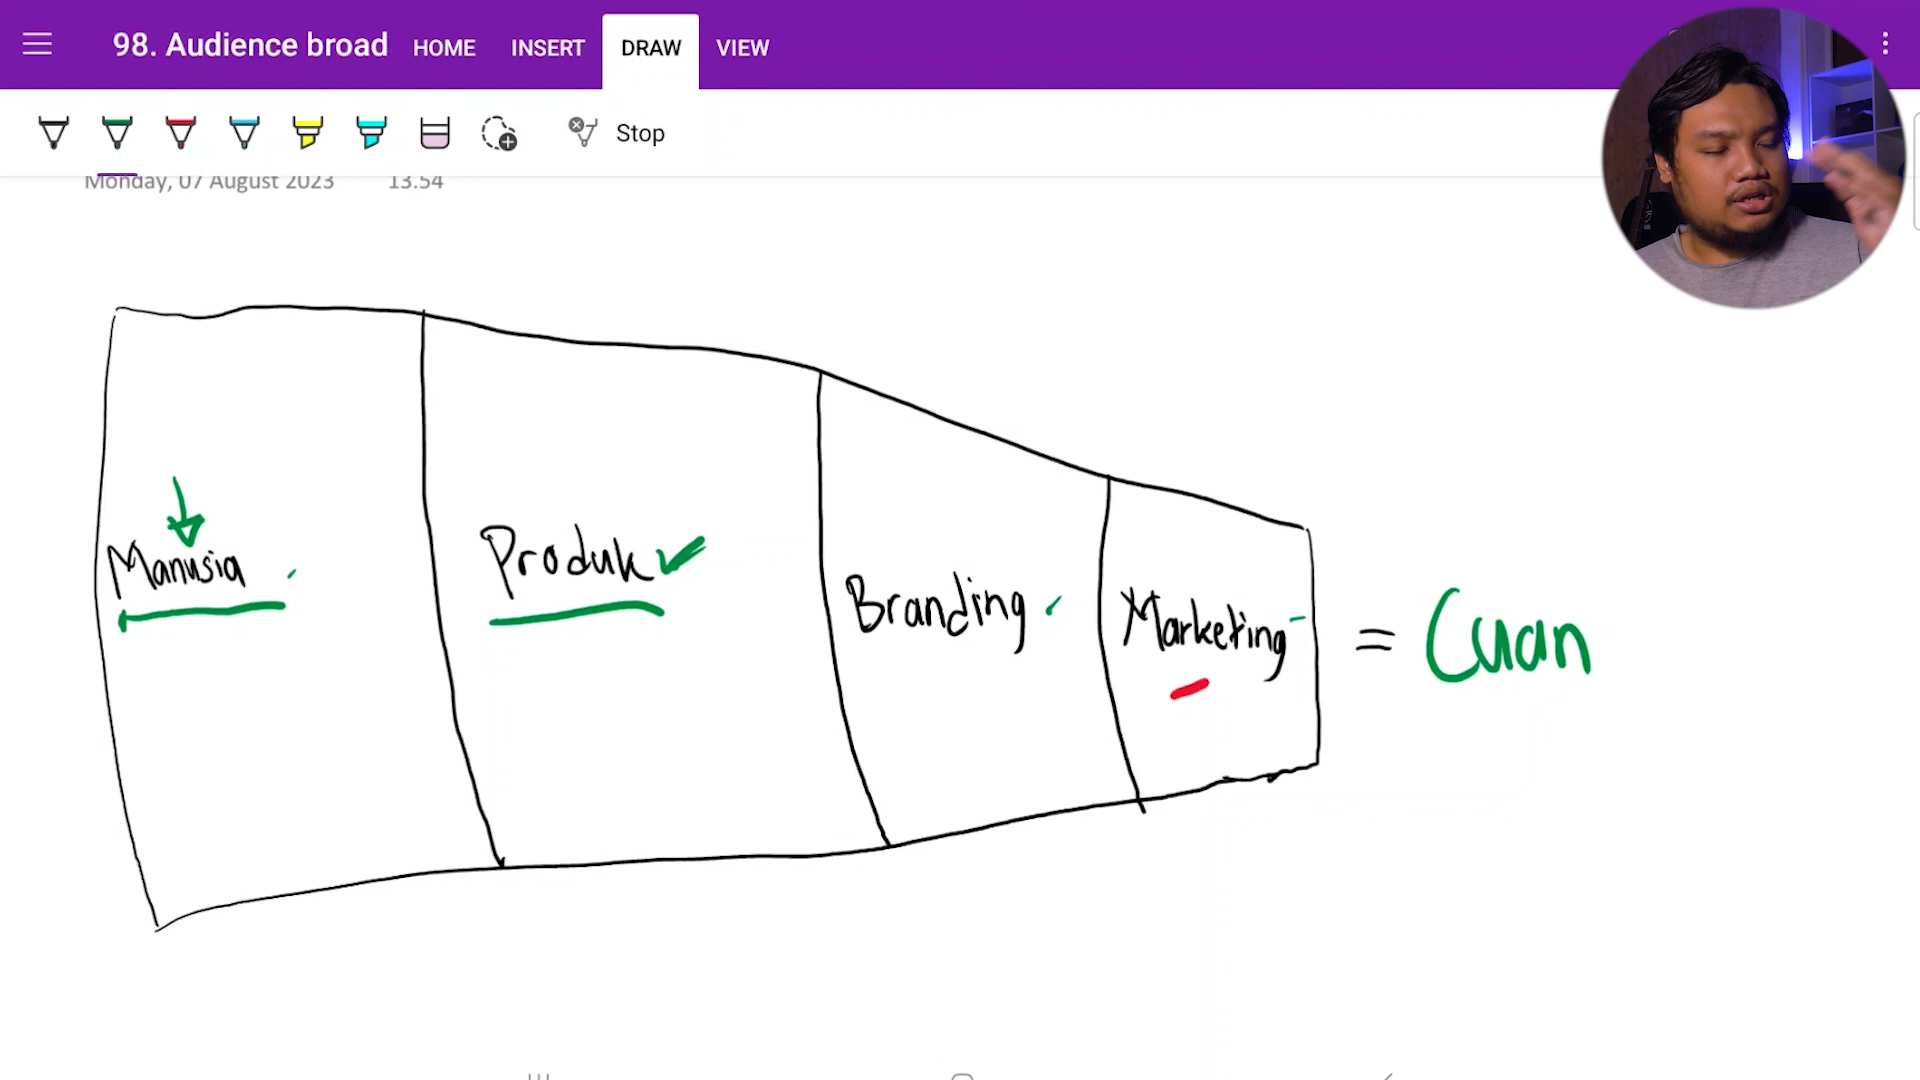 98. Audience broad HOME INSERT DRAW VIEW
Stop
Monday, 07 August 2023 13.54
Manusia
Produk
Branding
Marketing
= Cuan